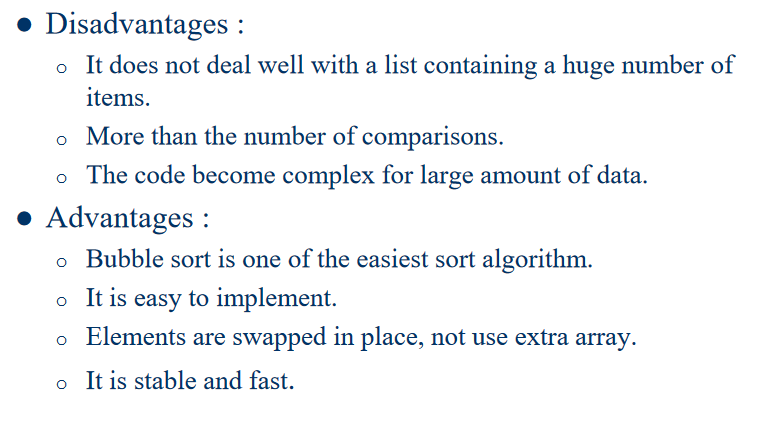 ● Disadvantages :
○ It does not deal well with a list containing a huge number of
items.
○ More than the number of comparisons.
○ The code become complex for large amount of data.
● Advantages :
○ Bubble sort is one of the easiest sort algorithm.
○ It is easy to implement.
○ Elements are swapped in place, not use extra array.
○ It is stable and fast.